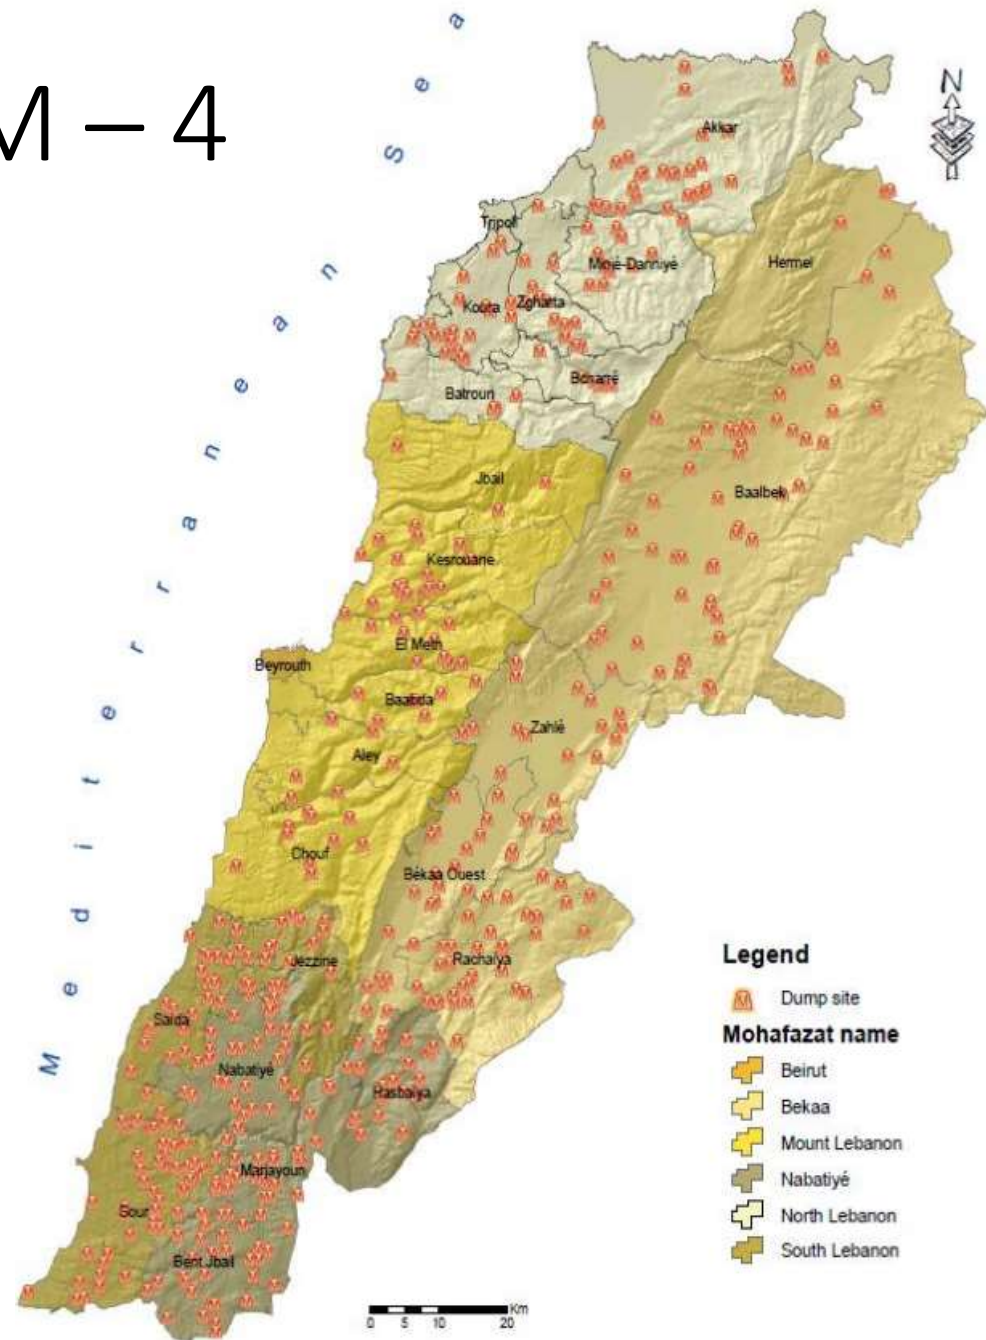 M – 4
Mediterranean Sea
N
Akkar
Tripoli
Minié-Danniyé
Hermel
Koura
Zgharta
Batroun
Bcharré
Jbail
Baalbek
Kesrouane
El Metn
Beyrouth
Baabda
Zahlé
Aley
Chouf
Békaa Ouest
Jezzine
Rachaiya
Saida
Nabatiyé
Hasbaiya
Marjayoun
Sour
Bent Jbail
Legend
Dump site
Mohafazat name
Beirut
Bekaa
Mount Lebanon
Nabatiyé
North Lebanon
South Lebanon
Km
0 5 10 20